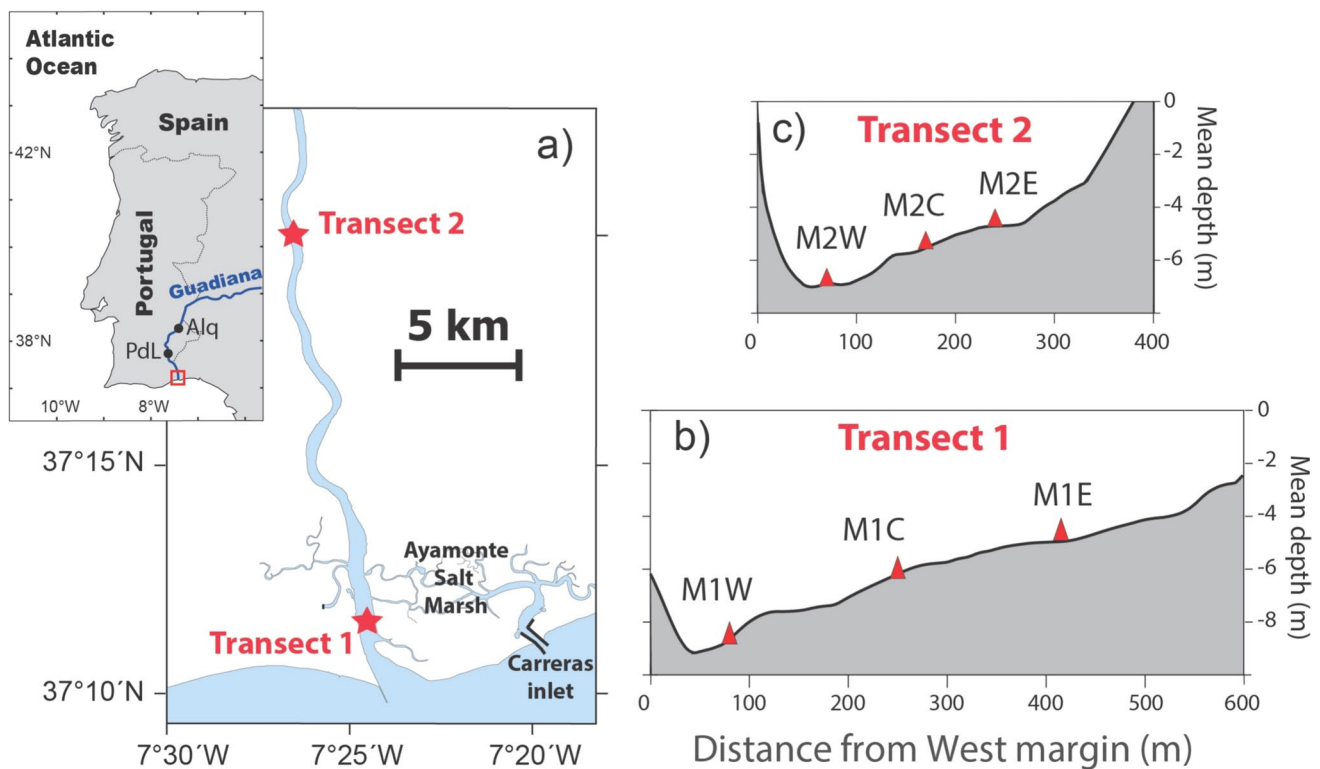 Atlantic
Ocean
Spain
Portugal
Guadiana
Alq
PdL
42°N
38°N
10°W
8°W
a)
Transect 2
5 km
37°15´N
Ayamonte
Salt
Marsh
Transect 1
Carreras
inlet
37°10´N
7°30´W
7°25´W
7°20´W
c)
Transect 2
M2W
M2C
M2E
0
-2
-4
-6
Mean depth (m)
0
100
200
300
400
b)
Transect 1
M1W
M1C
M1E
0
-2
-4
-6
-8
Mean depth (m)
0
100
200
300
400
500
600
Distance from West margin (m)